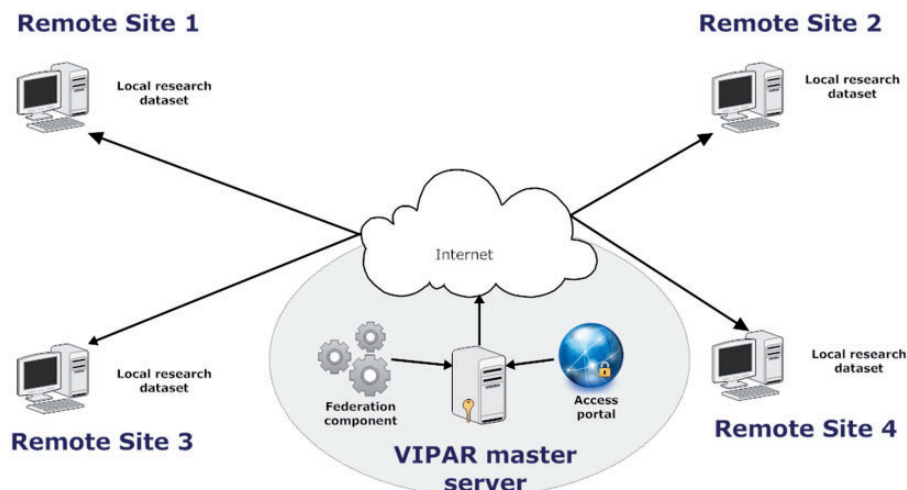 Remote Site 1
Remote Site 2
Local research
dataset
Local research
dataset
Internet
Local research
dataset
Federation
component
Access
portal
Local research
dataset
Remote Site 3
VIPAR master
server
Remote Site 4